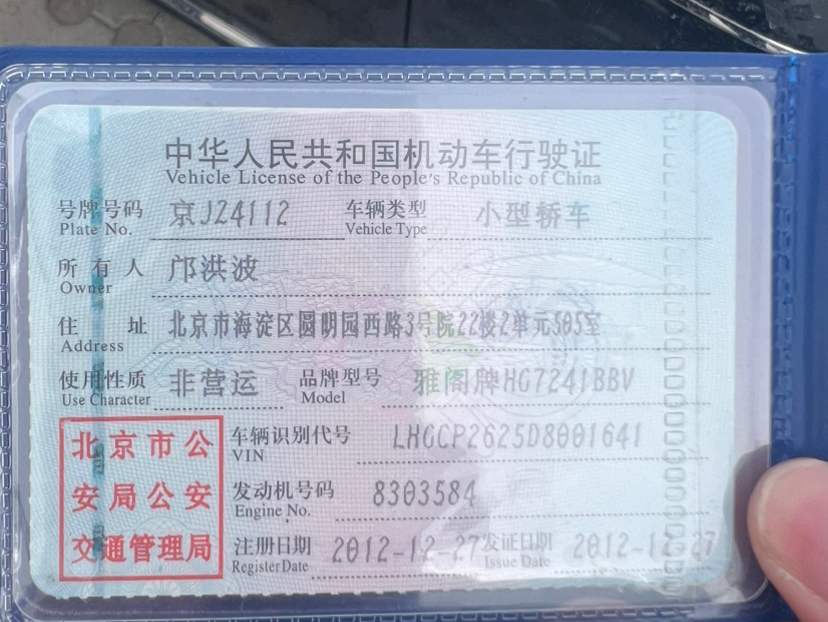 中华人民共和国机动车行驶证
Vehicle License of the People's Republic of China
号牌号码 京J24112 车辆类型 小型轿车
Plate No. Vehicle Type
所有人 邝洪波
Owner
住址 北京市海淀区圆明园西路3号院22楼2单元505室
Address
使用性质 非营运 品牌型号 雅阁牌HG7241BBV
Use Character Model
车辆识别代号 LHGCP2625D8001641
VIN
发动机号码 8303584
Engine No.
注册日期 2012-12-27 发证日期 2012-12-27
Register Date Issue Date
北京市公
安局公安
交通管理局